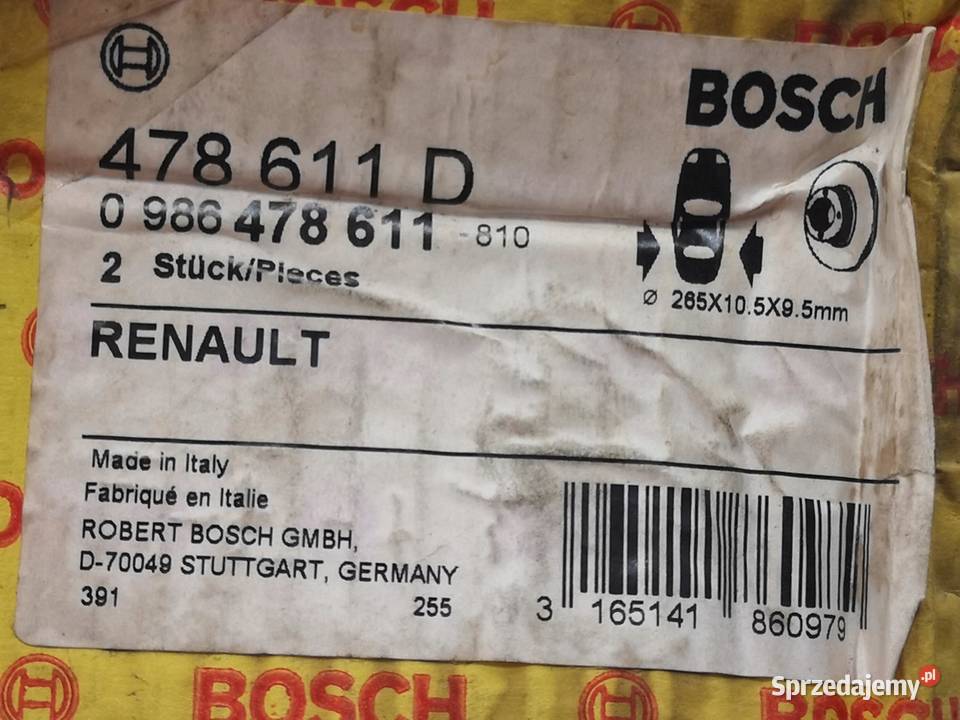 BOSCH
478 611 D
0 986 478 611 -810
2 Stück/Pieces
Ø 265X10.5X9.5mm
RENAULT
Made in Italy
Fabriqué en Italie
ROBERT BOSCH GMBH,
D-70049 STUTTGART, GERMANY
391 255
3 165141 860979
BOSCH
Sprzedajemy.pl